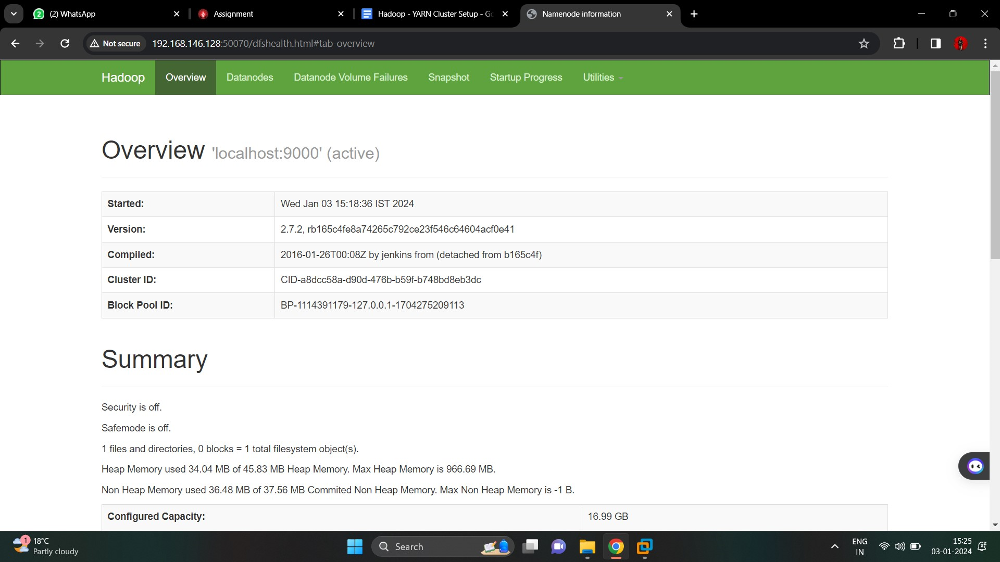 (2) WhatsApp
Assignment
Hadoop - YARN Cluster Setup - Go
Namenode information
Not secure
192.168.146.128:50070/dfshealth.html#tab-overview
Hadoop
Overview
Datanodes
Datanode Volume Failures
Snapshot
Startup Progress
Utilities
Overview 'localhost:9000' (active)
Started: Wed Jan 03 15:18:36 IST 2024
Version: 2.7.2, rb165c4fe8a74265c792ce23f546c64604acf0e41
Compiled: 2016-01-26T00:08Z by jenkins from (detached from b165c4f)
Cluster ID: CID-a8dcc58a-d90d-476b-b59f-b748bd8eb3dc
Block Pool ID: BP-1114391179-127.0.0.1-1704275209113
Summary
Security is off.
Safemode is off.
1 files and directories, 0 blocks = 1 total filesystem object(s).
Heap Memory used 34.04 MB of 45.83 MB Heap Memory. Max Heap Memory is 966.69 MB.
Non Heap Memory used 36.48 MB of 37.56 MB Commited Non Heap Memory. Max Non Heap Memory is -1 B.
Configured Capacity: 16.99 GB
1
18°C
Partly cloudy
Search
ENG
IN
15:25
03-01-2024